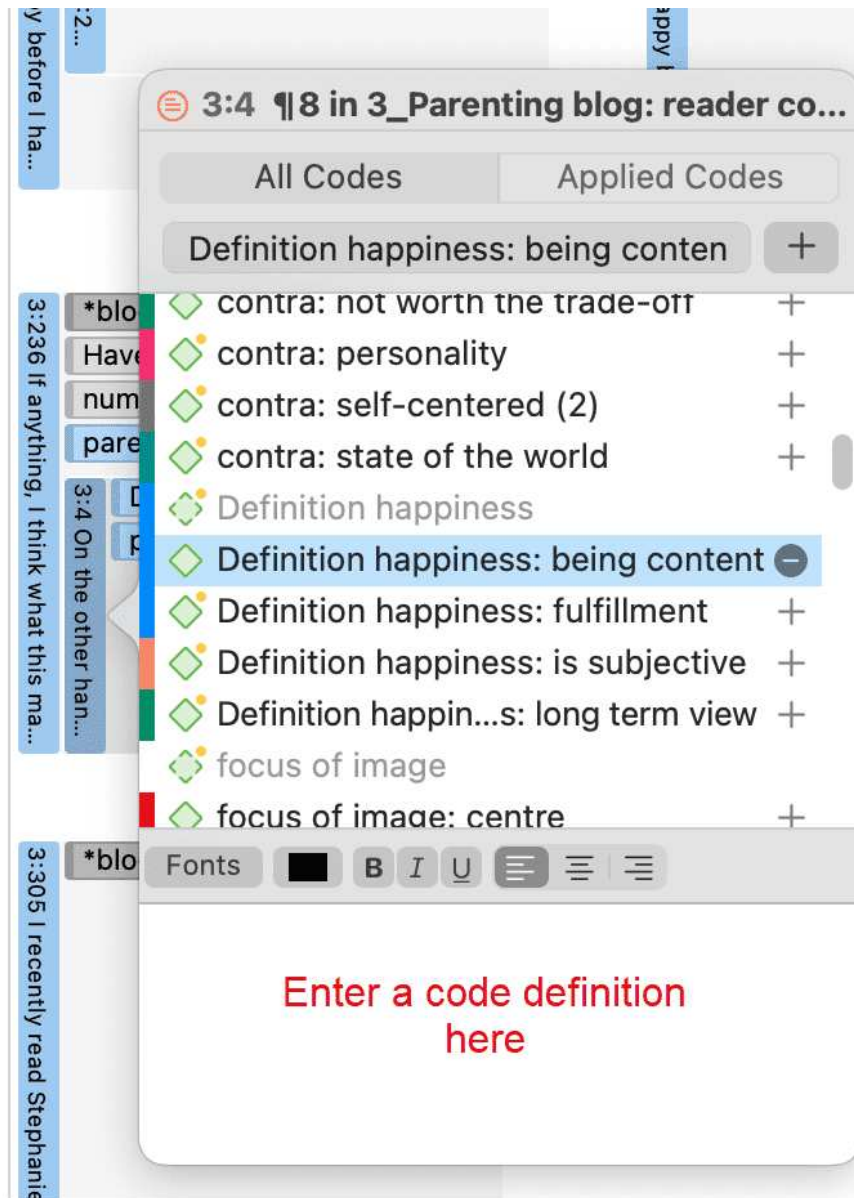 y before I ha...
:2...
appy
3:4 ¶8 in 3_Parenting blog: reader co...
All Codes
Applied Codes
Definition happiness: being conten
+
contra: not worth the trade-off +
contra: personality +
contra: self-centered (2) +
contra: state of the world +
Definition happiness
Definition happiness: being content
Definition happiness: fulfillment +
Definition happiness: is subjective +
Definition happin...s: long term view +
focus of image
focus of image: centre +
Fonts B I U
Enter a code definition
here
3:236 If anything, I think what this ma...
*blo
Have
num
pare
3:4 On the other han...
3:305 I recently read Stephanie
*blo